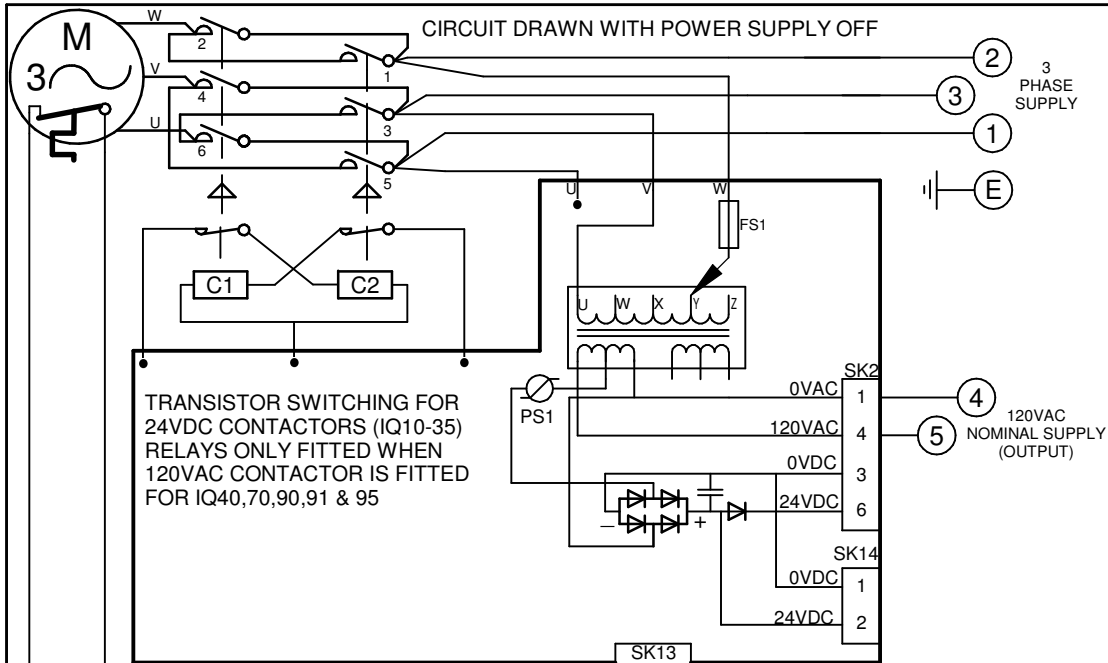 CIRCUIT DRAWN WITH POWER SUPPLY OFF
M
3
W
V
U
2
4
6
1
3
5
2
3
1
E
3
PHASE
SUPPLY
U
V
W
FS1
C1
C2
U
W
X
Y
Z
PS1
TRANSISTOR SWITCHING FOR
24VDC CONTACTORS (IQ10-35)
RELAYS ONLY FITTED WHEN
120VAC CONTACTOR IS FITTED
FOR IQ40,70,90,91 & 95
SK2
0VAC 1
120VAC 4
0VDC 3
24VDC 6
4
5
120VAC
NOMINAL SUPPLY
(OUTPUT)
− +
SK14
0VDC 1
24VDC 2
SK13